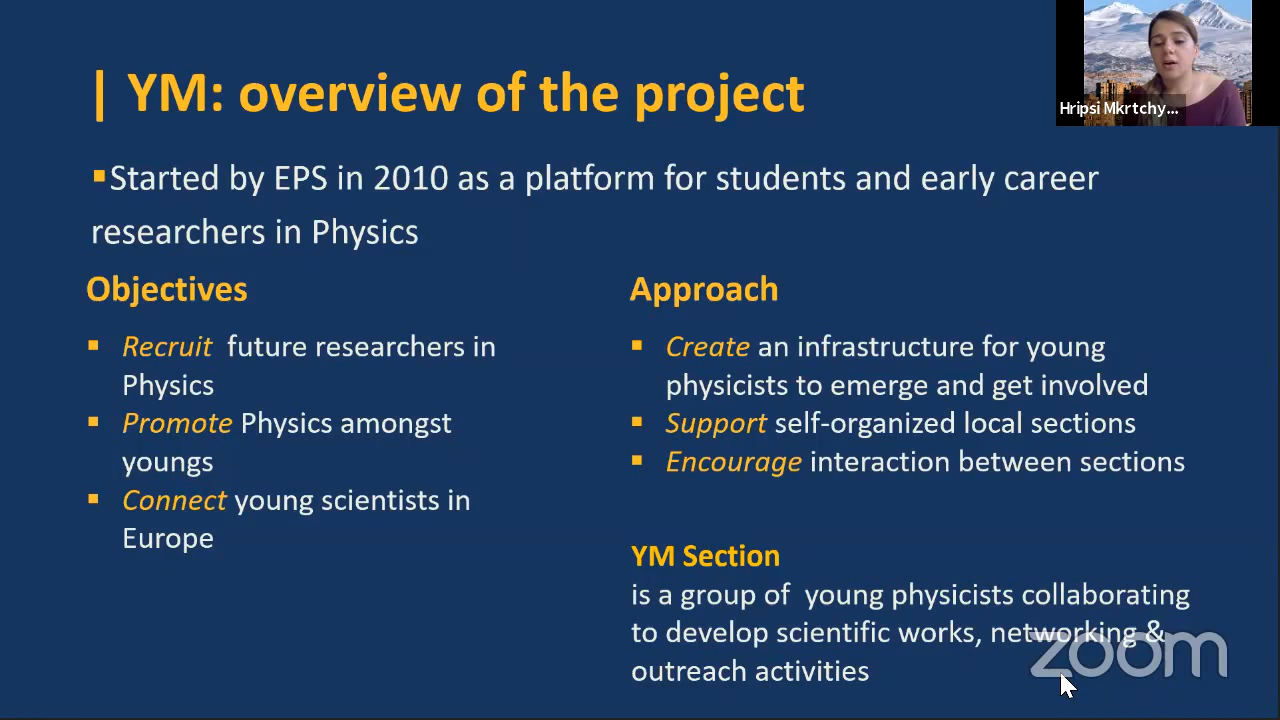 | YM: overview of the project
Hripsi Mkrtchy...
▪Started by EPS in 2010 as a platform for students and early career
researchers in Physics
Objectives
▪ Recruit future researchers in
Physics
▪ Promote Physics amongst
youngs
▪ Connect young scientists in
Europe
Approach
▪ Create an infrastructure for young
physicists to emerge and get involved
▪ Support self-organized local sections
▪ Encourage interaction between sections
YM Section
is a group of young physicists collaborating
to develop scientific works, networking &
outreach activities
zoom